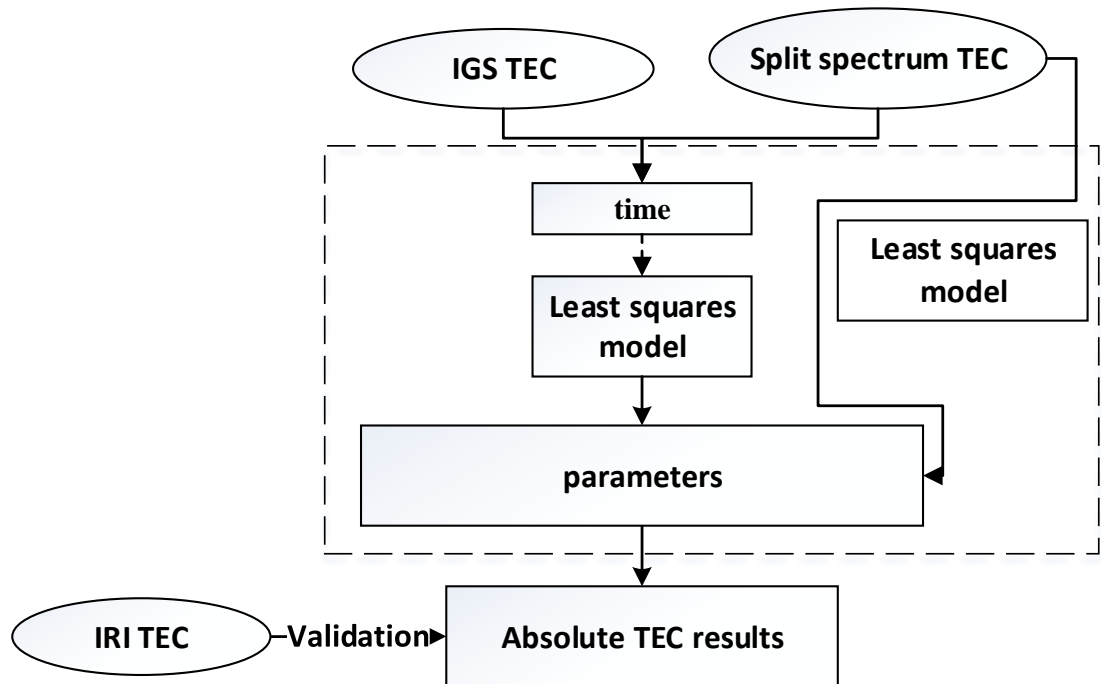 IGS TEC
Split spectrum TEC
time
Least squares
model
Least squares
model
parameters
IRI TEC
Validation
Absolute TEC results